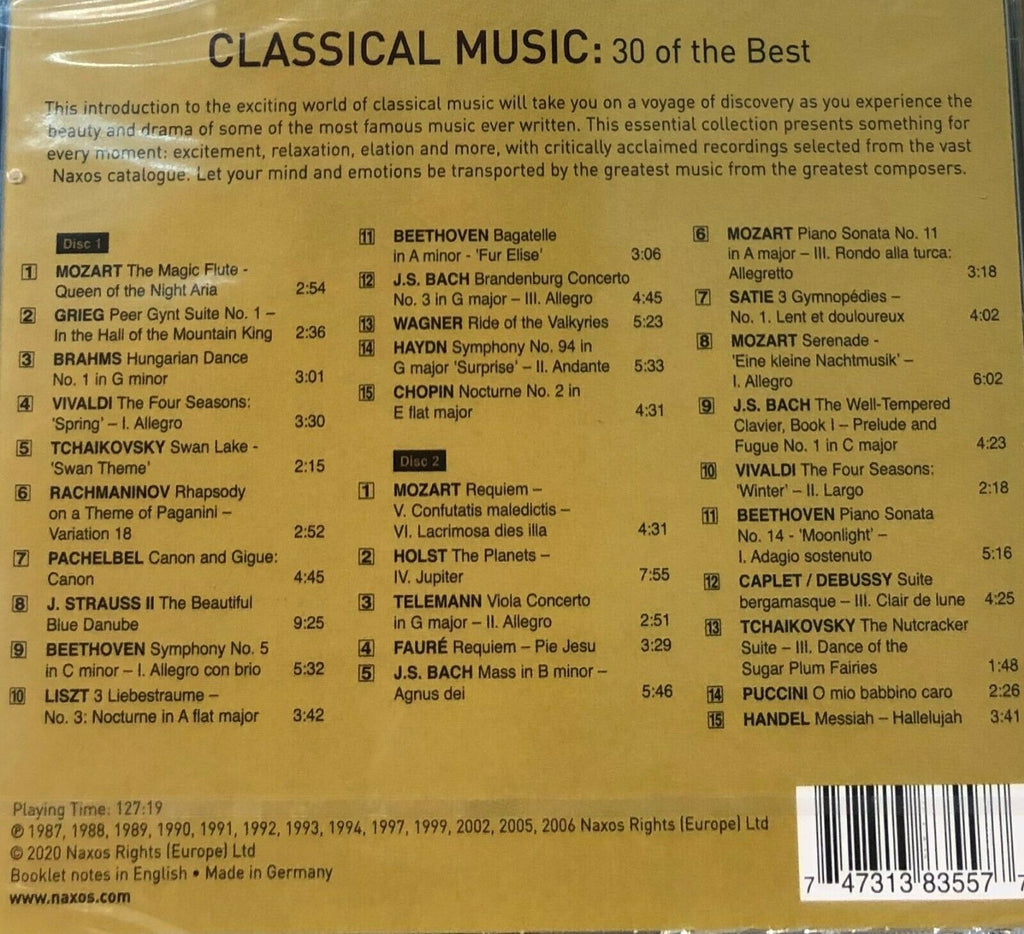 CLASSICAL MUSIC: 30 of the Best
This introduction to the exciting world of classical music will take you on a voyage of discovery as you experience the
beauty and drama of some of the most famous music ever written. This essential collection presents something for
every moment: excitement, relaxation, elation and more, with critically acclaimed recordings selected from the vast
Naxos catalogue. Let your mind and emotions be transported by the greatest music from the greatest composers.
Disc 1
1 MOZART The Magic Flute -
Queen of the Night Aria 2:54
2 GRIEG Peer Gynt Suite No. 1 –
In the Hall of the Mountain King 2:36
3 BRAHMS Hungarian Dance
No. 1 in G minor 3:01
4 VIVALDI The Four Seasons:
'Spring' – I. Allegro 3:30
5 TCHAIKOVSKY Swan Lake -
'Swan Theme' 2:15
6 RACHMANINOV Rhapsody
on a Theme of Paganini –
Variation 18 2:52
7 PACHELBEL Canon and Gigue:
Canon 4:45
8 J. STRAUSS II The Beautiful
Blue Danube 9:25
9 BEETHOVEN Symphony No. 5
in C minor – I. Allegro con brio 5:32
10 LISZT 3 Liebestraume –
No. 3: Nocturne in A flat major 3:42
11 BEETHOVEN Bagatelle
in A minor - 'Fur Elise' 3:06
12 J.S. BACH Brandenburg Concerto
No. 3 in G major – III. Allegro 4:45
13 WAGNER Ride of the Valkyries 5:23
14 HAYDN Symphony No. 94 in
G major 'Surprise' – II. Andante 5:33
15 CHOPIN Nocturne No. 2 in
E flat major 4:31
Disc 2
1 MOZART Requiem –
V. Confutatis maledictis –
VI. Lacrimosa dies illa 4:31
2 HOLST The Planets –
IV. Jupiter 7:55
3 TELEMANN Viola Concerto
in G major – II. Allegro 2:51
4 FAURÉ Requiem – Pie Jesu 3:29
5 J.S. BACH Mass in B minor –
Agnus dei 5:46
6 MOZART Piano Sonata No. 11
in A major – III. Rondo alla turca:
Allegretto 3:18
7 SATIE 3 Gymnopédies –
No. 1. Lent et douloureux 4:02
8 MOZART Serenade -
'Eine kleine Nachtmusik' –
I. Allegro 6:02
9 J.S. BACH The Well-Tempered
Clavier, Book I – Prelude and
Fugue No. 1 in C major 4:23
10 VIVALDI The Four Seasons:
'Winter' – II. Largo 2:18
11 BEETHOVEN Piano Sonata
No. 14 - 'Moonlight' –
I. Adagio sostenuto 5:16
12 CAPLET / DEBUSSY Suite
bergamasque – III. Clair de lune 4:25
13 TCHAIKOVSKY The Nutcracker
Suite – III. Dance of the
Sugar Plum Fairies 1:48
14 PUCCINI O mio babbino caro 2:26
15 HANDEL Messiah – Hallelujah 3:41
Playing Time: 127:19
℗ 1987, 1988, 1989, 1990, 1991, 1992, 1993, 1994, 1997, 1999, 2002, 2005, 2006 Naxos Rights (Europe) Ltd
© 2020 Naxos Rights (Europe) Ltd
Booklet notes in English • Made in Germany
www.naxos.com
7 47313 83557 7